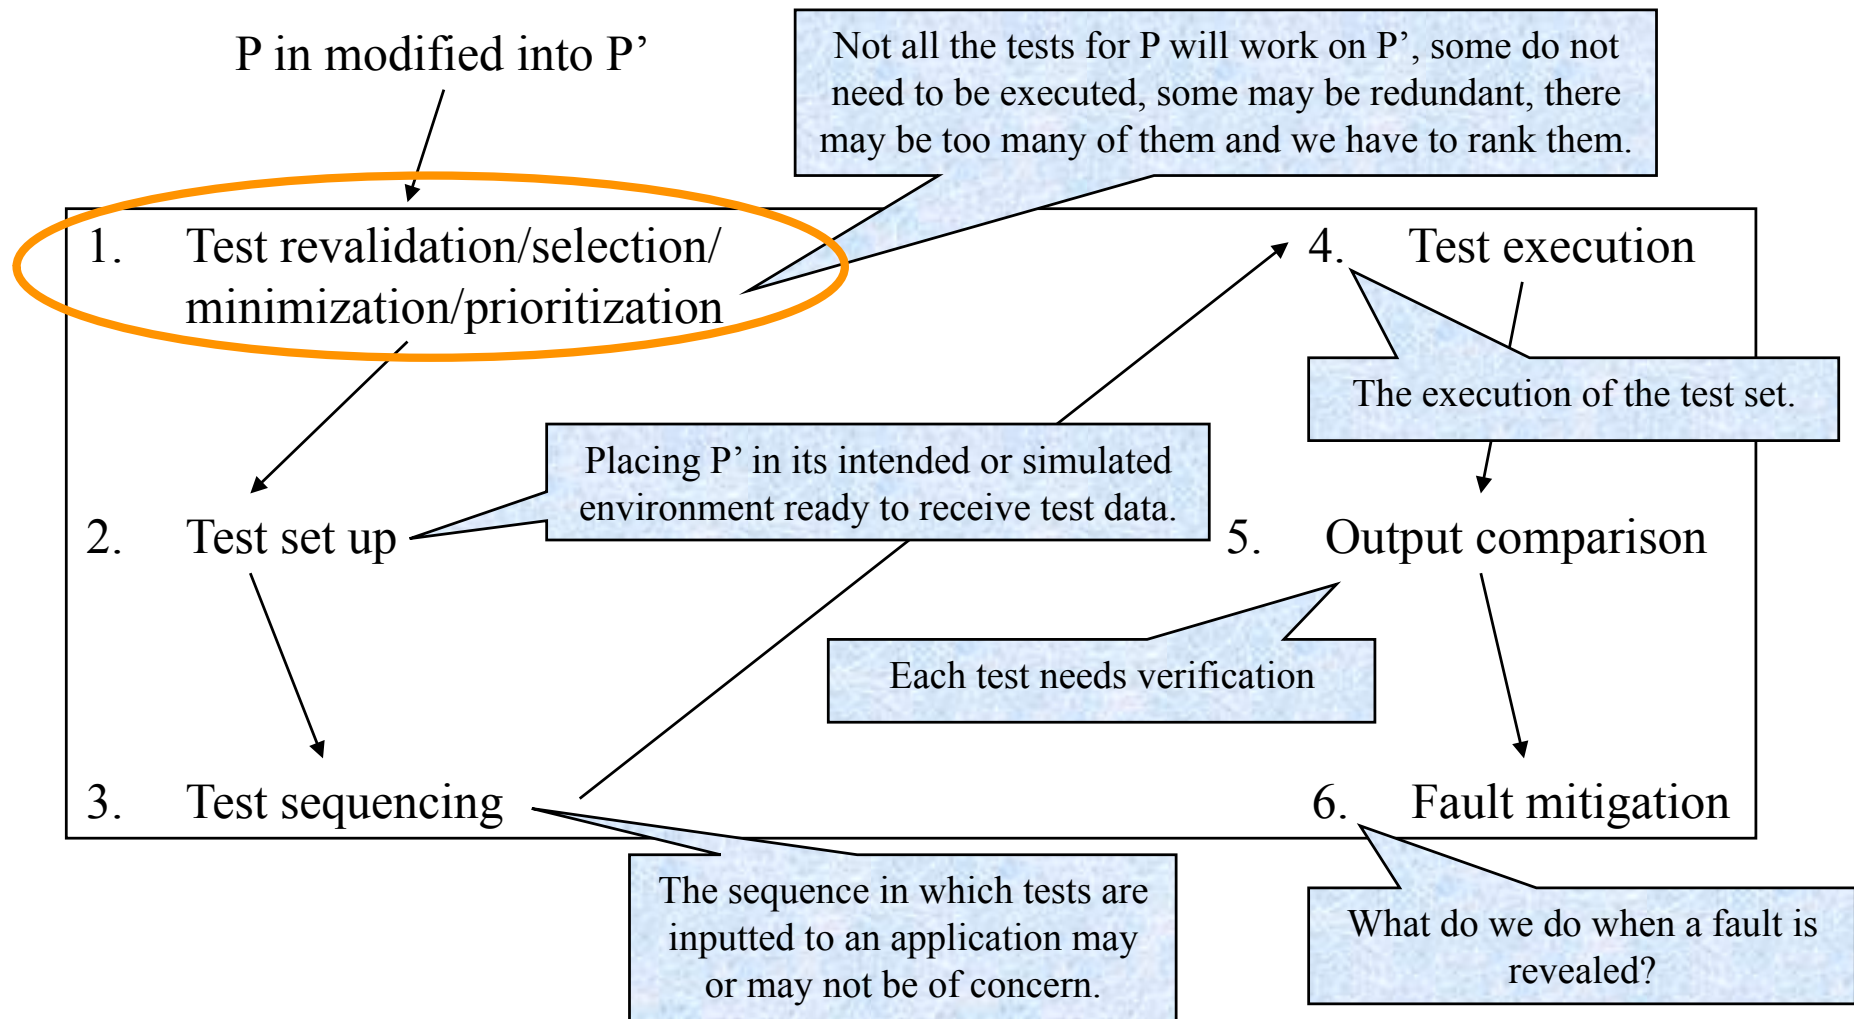 P in modified into P’
Not all the tests for P will work on P’, some do not
need to be executed, some may be redundant, there
may be too many of them and we have to rank them.
1. Test revalidation/selection/
minimization/prioritization
2. Test set up
Placing P’ in its intended or simulated
environment ready to receive test data.
3. Test sequencing
The sequence in which tests are
inputted to an application may
or may not be of concern.
4. Test execution
The execution of the test set.
5. Output comparison
Each test needs verification
6. Fault mitigation
What do we do when a fault is
revealed?